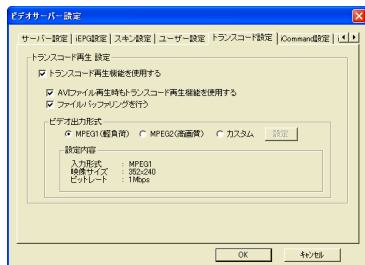 ビデオサーバー設定
サーバー設定 iEPG設定 スキン設定 ユーザー設定 トランスコード設定 iCommand設定 i
トランスコード再生 設定
トランスコード再生機能を使用する
AVIファイル再生時もトランスコード再生機能を使用する
ファイルバッファリングを行う
ビデオ出力形式
MPEG1(軽負荷) MPEG2(高画質) カスタム 設定
設定内容
入力形式 : MPEG1
映像サイズ : 352x240
ビットレート : 1Mbps
OK キャンセル